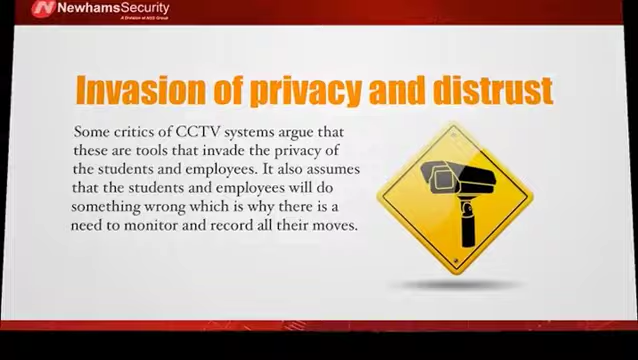 NewhamsSecurity
A Division of NSS Group
Invasion of privacy and distrust
Some critics of CCTV systems argue that
these are tools that invade the privacy of
the students and employees. It also assumes
that the students and employees will do
something wrong which is why there is a
need to monitor and record all their moves.